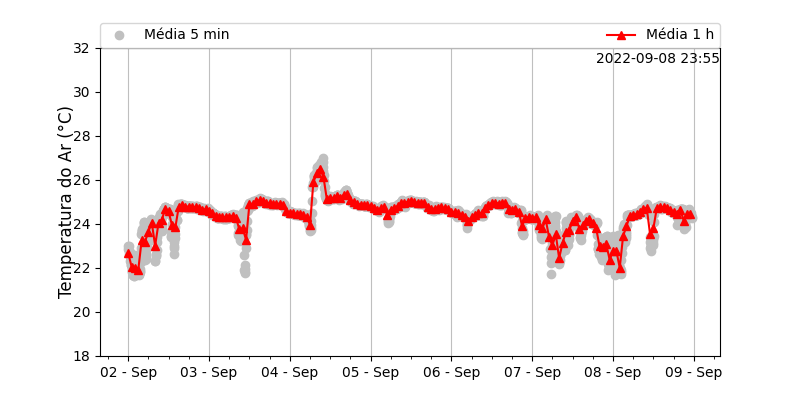 Média 5 min
Média 1 h
2022-09-08 23:55
Temperatura do Ar (°C)
32
30
28
26
24
22
20
18
02 - Sep
03 - Sep
04 - Sep
05 - Sep
06 - Sep
07 - Sep
08 - Sep
09 - Sep